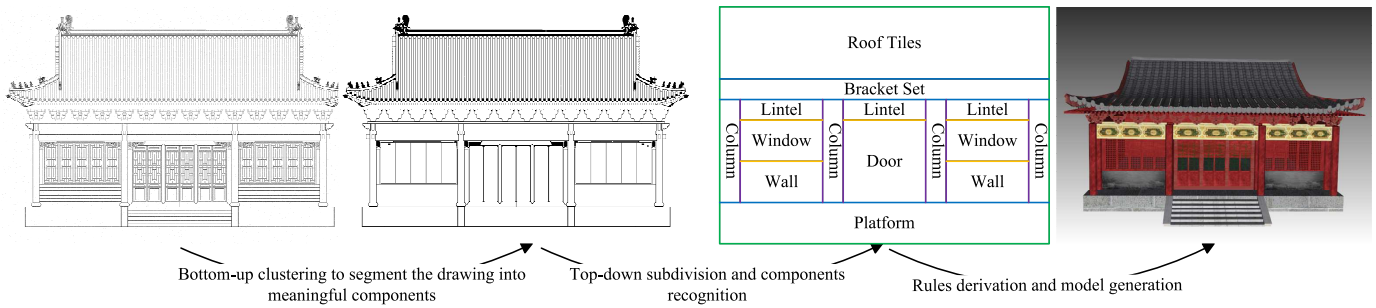 Roof Tiles
Bracket Set
Lintel
Lintel
Lintel
Column
Window
Wall
Column
Door
Column
Window
Wall
Column
Platform
Bottom-up clustering to segment the drawing into
meaningful components
Top-down subdivision and components
recognition
Rules derivation and model generation